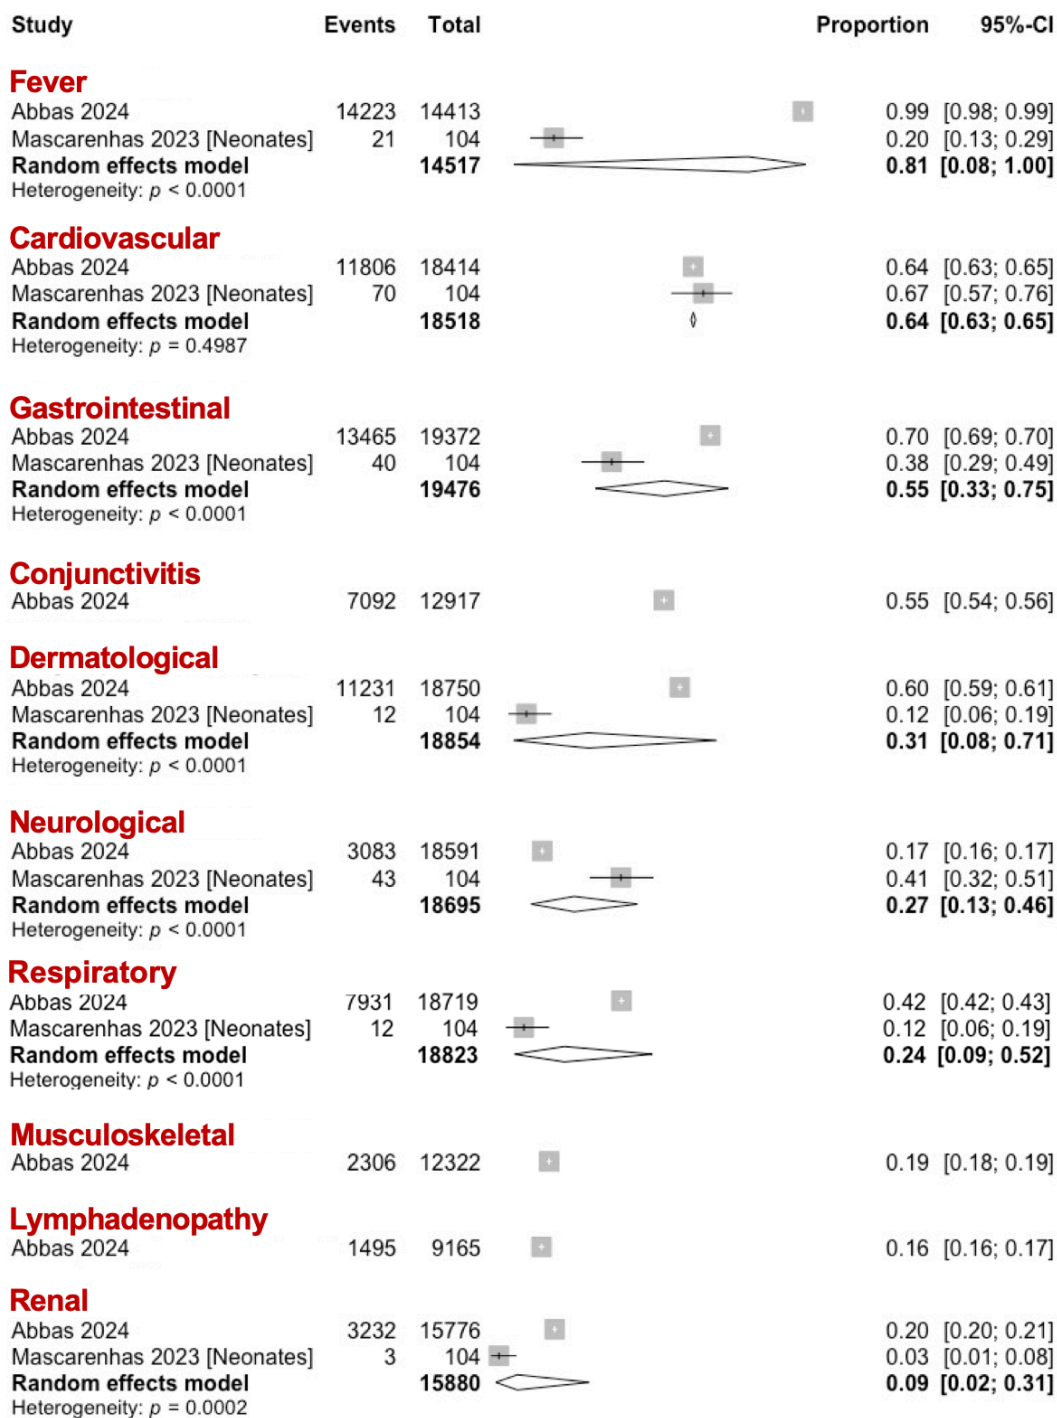 Study Events Total Proportion 95%-CI
Fever
Abbas 2024 14223 14413 0.99 [0.98; 0.99]
Mascarenhas 2023 [Neonates] 21 104 0.20 [0.13; 0.29]
Random effects model 14517 0.81 [0.08; 1.00]
Heterogeneity: p < 0.0001
Cardiovascular
Abbas 2024 11806 18414 0.64 [0.63; 0.65]
Mascarenhas 2023 [Neonates] 70 104 0.67 [0.57; 0.76]
Random effects model 18518 0.64 [0.63; 0.65]
Heterogeneity: p = 0.4987
Gastrointestinal
Abbas 2024 13465 19372 0.70 [0.69; 0.70]
Mascarenhas 2023 [Neonates] 40 104 0.38 [0.29; 0.49]
Random effects model 19476 0.55 [0.33; 0.75]
Heterogeneity: p < 0.0001
Conjunctivitis
Abbas 2024 7092 12917 0.55 [0.54; 0.56]
Dermatological
Abbas 2024 11231 18750 0.60 [0.59; 0.61]
Mascarenhas 2023 [Neonates] 12 104 0.12 [0.06; 0.19]
Random effects model 18854 0.31 [0.08; 0.71]
Heterogeneity: p < 0.0001
Neurological
Abbas 2024 3083 18591 0.17 [0.16; 0.17]
Mascarenhas 2023 [Neonates] 43 104 0.41 [0.32; 0.51]
Random effects model 18695 0.27 [0.13; 0.46]
Heterogeneity: p < 0.0001
Respiratory
Abbas 2024 7931 18719 0.42 [0.42; 0.43]
Mascarenhas 2023 [Neonates] 12 104 0.12 [0.06; 0.19]
Random effects model 18823 0.24 [0.09; 0.52]
Heterogeneity: p < 0.0001
Musculoskeletal
Abbas 2024 2306 12322 0.19 [0.18; 0.19]
Lymphadenopathy
Abbas 2024 1495 9165 0.16 [0.16; 0.17]
Renal
Abbas 2024 3232 15776 0.20 [0.20; 0.21]
Mascarenhas 2023 [Neonates] 3 104 0.03 [0.01; 0.08]
Random effects model 15880 0.09 [0.02; 0.31]
Heterogeneity: p = 0.0002